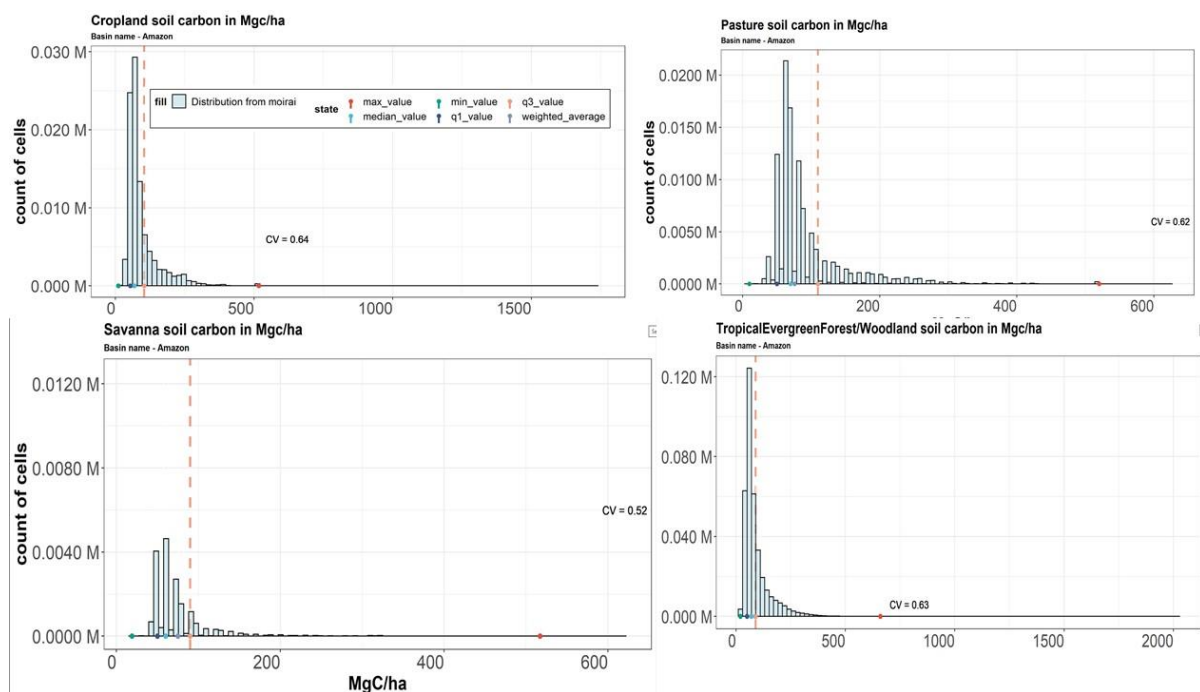 Cropland soil carbon in Mgc/ha
Basin name - Amazon
count of cells
0.030 M
0.020 M
0.010 M
0.000 M
fill Distribution from moirai state max_value min_value q3_value
median_value q1_value weighted_average
CV = 0.64
0 500 1000 1500
Pasture soil carbon in Mgc/ha
Basin name - Amazon
count of cells
0.0200 M
0.0150 M
0.0100 M
0.0050 M
0.0000 M
CV = 0.62
0 200 400 600
Savanna soil carbon in Mgc/ha
Basin name - Amazon
count of cells
0.0120 M
0.0080 M
0.0040 M
0.0000 M
CV = 0.52
0 200 400 600
MgC/ha
TropicalEvergreenForest/Woodland soil carbon in Mgc/ha
Basin name - Amazon
0.120 M
0.080 M
0.040 M
0.000 M
CV = 0.63
0 500 1000 1500 2000